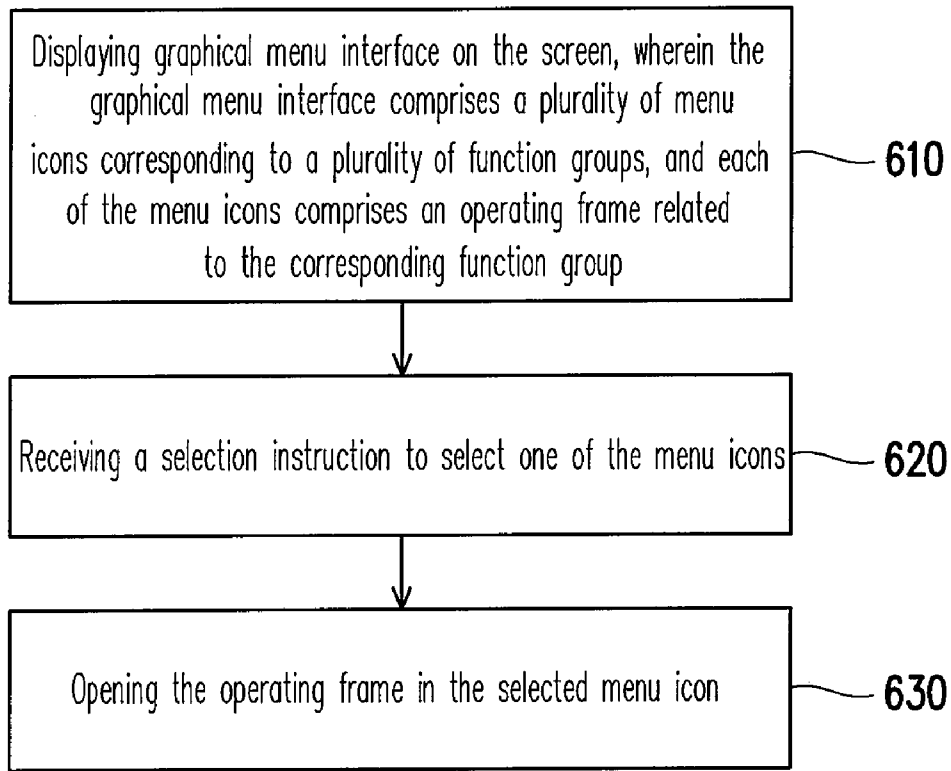 Displaying graphical menu interface on the screen, wherein the
graphical menu interface comprises a plurality of menu
icons corresponding to a plurality of function groups, and each
of the menu icons comprises an operating frame related
to the corresponding function group
610
Receiving a selection instruction to select one of the menu icons
620
Opening the operating frame in the selected menu icon
630